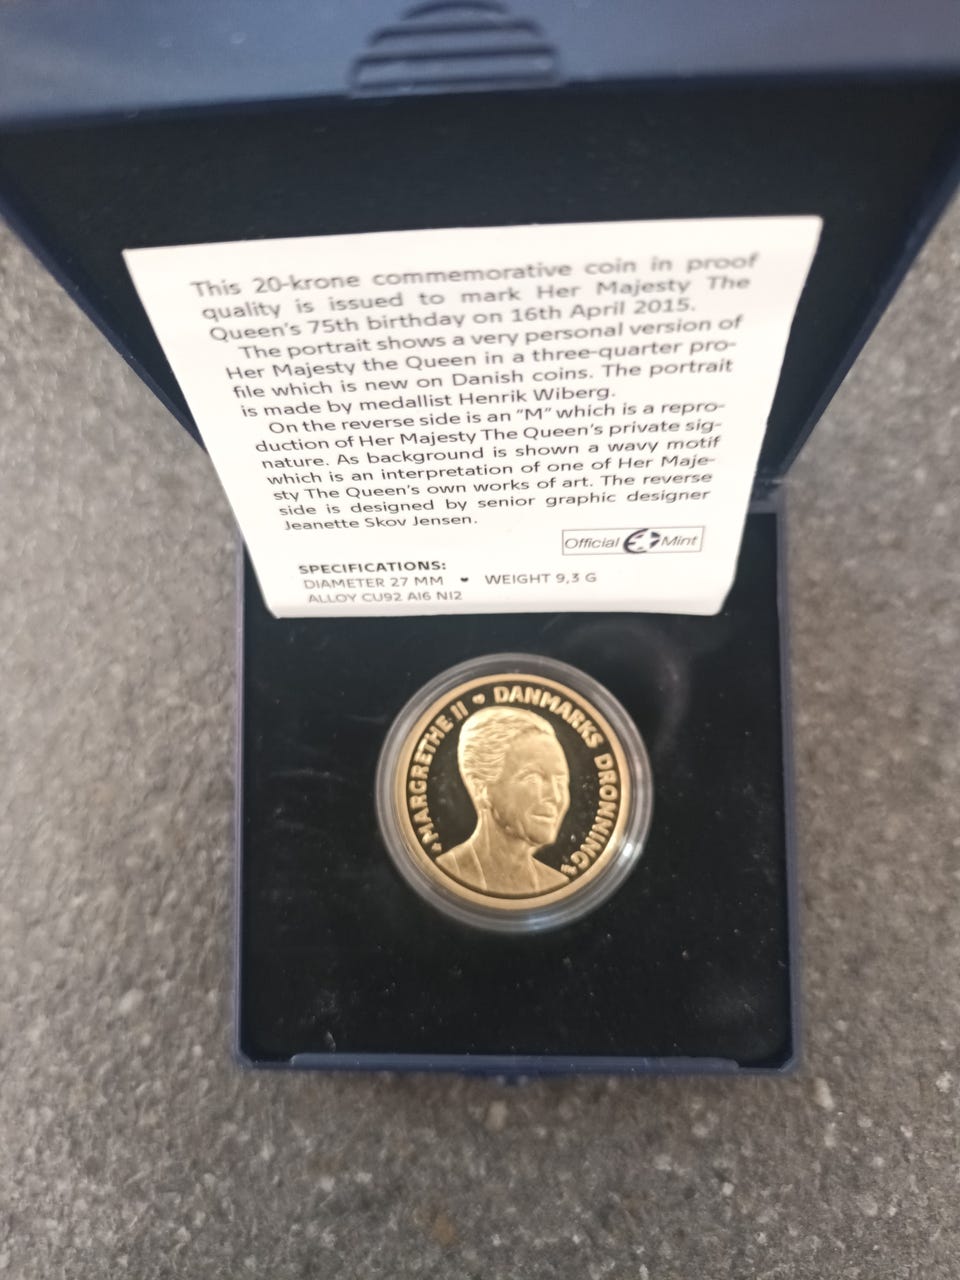 This 20-krone commemorative coin in proof
quality is issued to mark Her Majesty The
Queen's 75th birthday on 16th April 2015.
The portrait shows a very personal version of
Her Majesty the Queen in a three-quarter pro-
file which is new on Danish coins. The portrait
is made by medallist Henrik Wiberg.
On the reverse side is an "M" which is a repro-
duction of Her Majesty The Queen's private sig-
nature. As background is shown a wavy motif
which is an interpretation of one of Her Maje-
sty The Queen's own works of art. The reverse
side is designed by senior graphic designer
Jeanette Skov Jensen.
Official Mint
SPECIFICATIONS:
DIAMETER 27 MM ❤ WEIGHT 9,3 G
ALLOY CU92 Al6 NI2
MARGRETHE II ❤ DANMARKS DRONNING